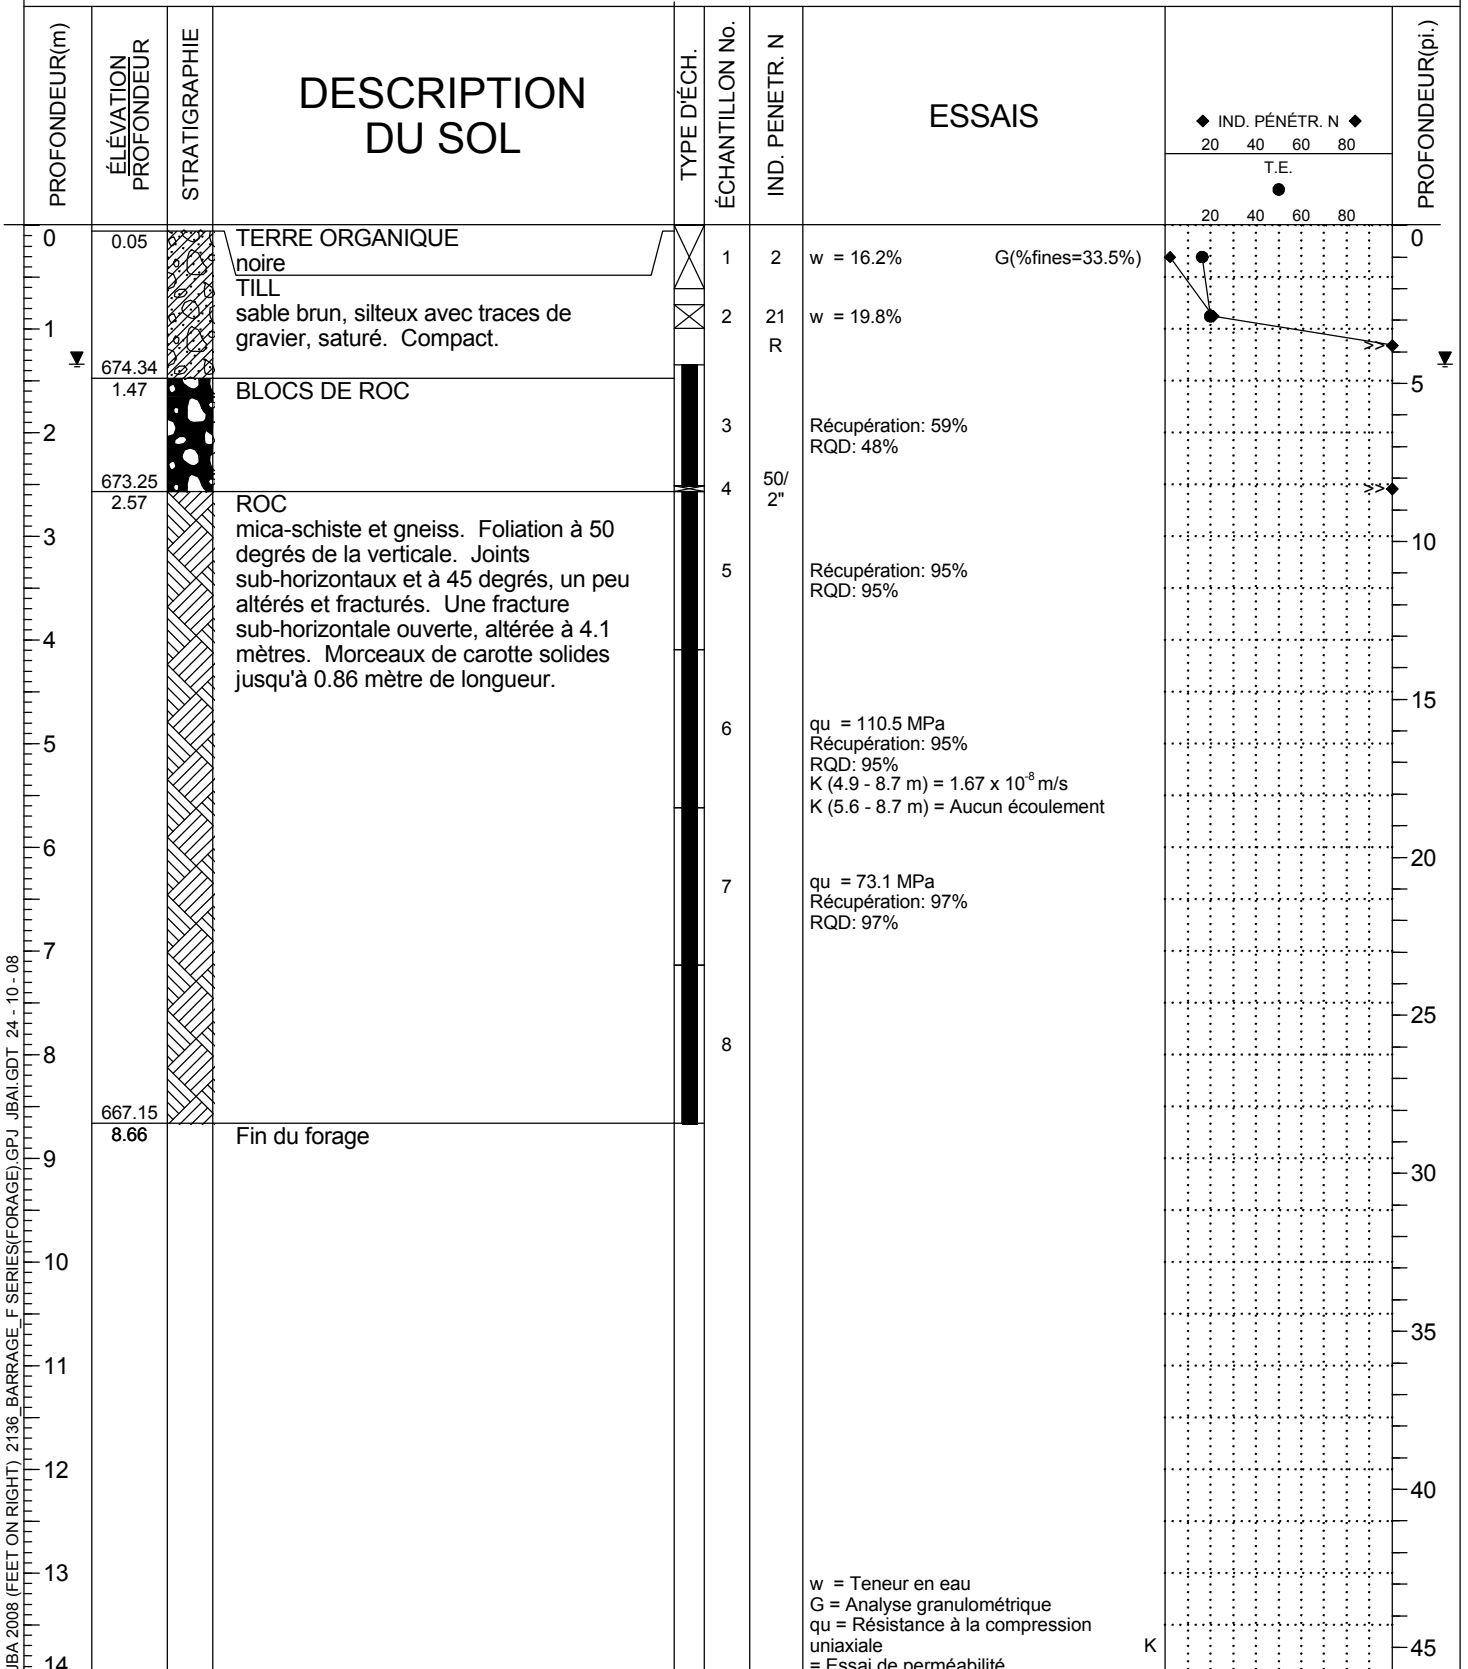 PROFONDEUR(m)
ÉLÉVATION
PROFONDEUR
STRATIGRAPHIE
DESCRIPTION
DU SOL
TYPE D'ÉCH.
ÉCHANTILLON No.
IND. PENETR. N
ESSAIS
◆ IND. PÉNÉTR. N ◆
20 40 60 80
T.E.
●
20 40 60 80
PROFONDEUR(pi.)
0
0.05
TERRE ORGANIQUE
noire
1
2
w = 16.2%
G(%fines=33.5%)
0
TILL
sable brun, silteux avec traces de
gravier, saturé. Compact.
2
21
w = 19.8%
R
1
>>
674.34
1.47
BLOCS DE ROC
5
2
3
Récupération: 59%
RQD: 48%
673.25
4
50/
2"
>>
2.57
ROC
mica-schiste et gneiss. Foliation à 50
degrés de la verticale. Joints
sub-horizontaux et à 45 degrés, un peu
altérés et fracturés. Une fracture
sub-horizontale ouverte, altérée à 4.1
mètres. Morceaux de carotte solides
jusqu'à 0.86 mètre de longueur.
3
10
5
Récupération: 95%
RQD: 95%
4
15
5
6
qu = 110.5 MPa
Récupération: 95%
RQD: 95%
K (4.9 - 8.7 m) = 1.67 x 10⁻⁸ m/s
K (5.6 - 8.7 m) = Aucun écoulement
6
20
7
qu = 73.1 MPa
Récupération: 97%
RQD: 97%
7
25
8
8
667.15
8.66
Fin du forage
9
30
10
35
11
12
40
13
w = Teneur en eau
G = Analyse granulométrique
qu = Résistance à la compression
uniaxiale K
= Essai de perméabilité
45
14
JBA 2008 (FEET ON RIGHT) 2136_BARRAGE_F SERIES(FORAGE).GPJ JBAI.GDT 24 - 10 - 08